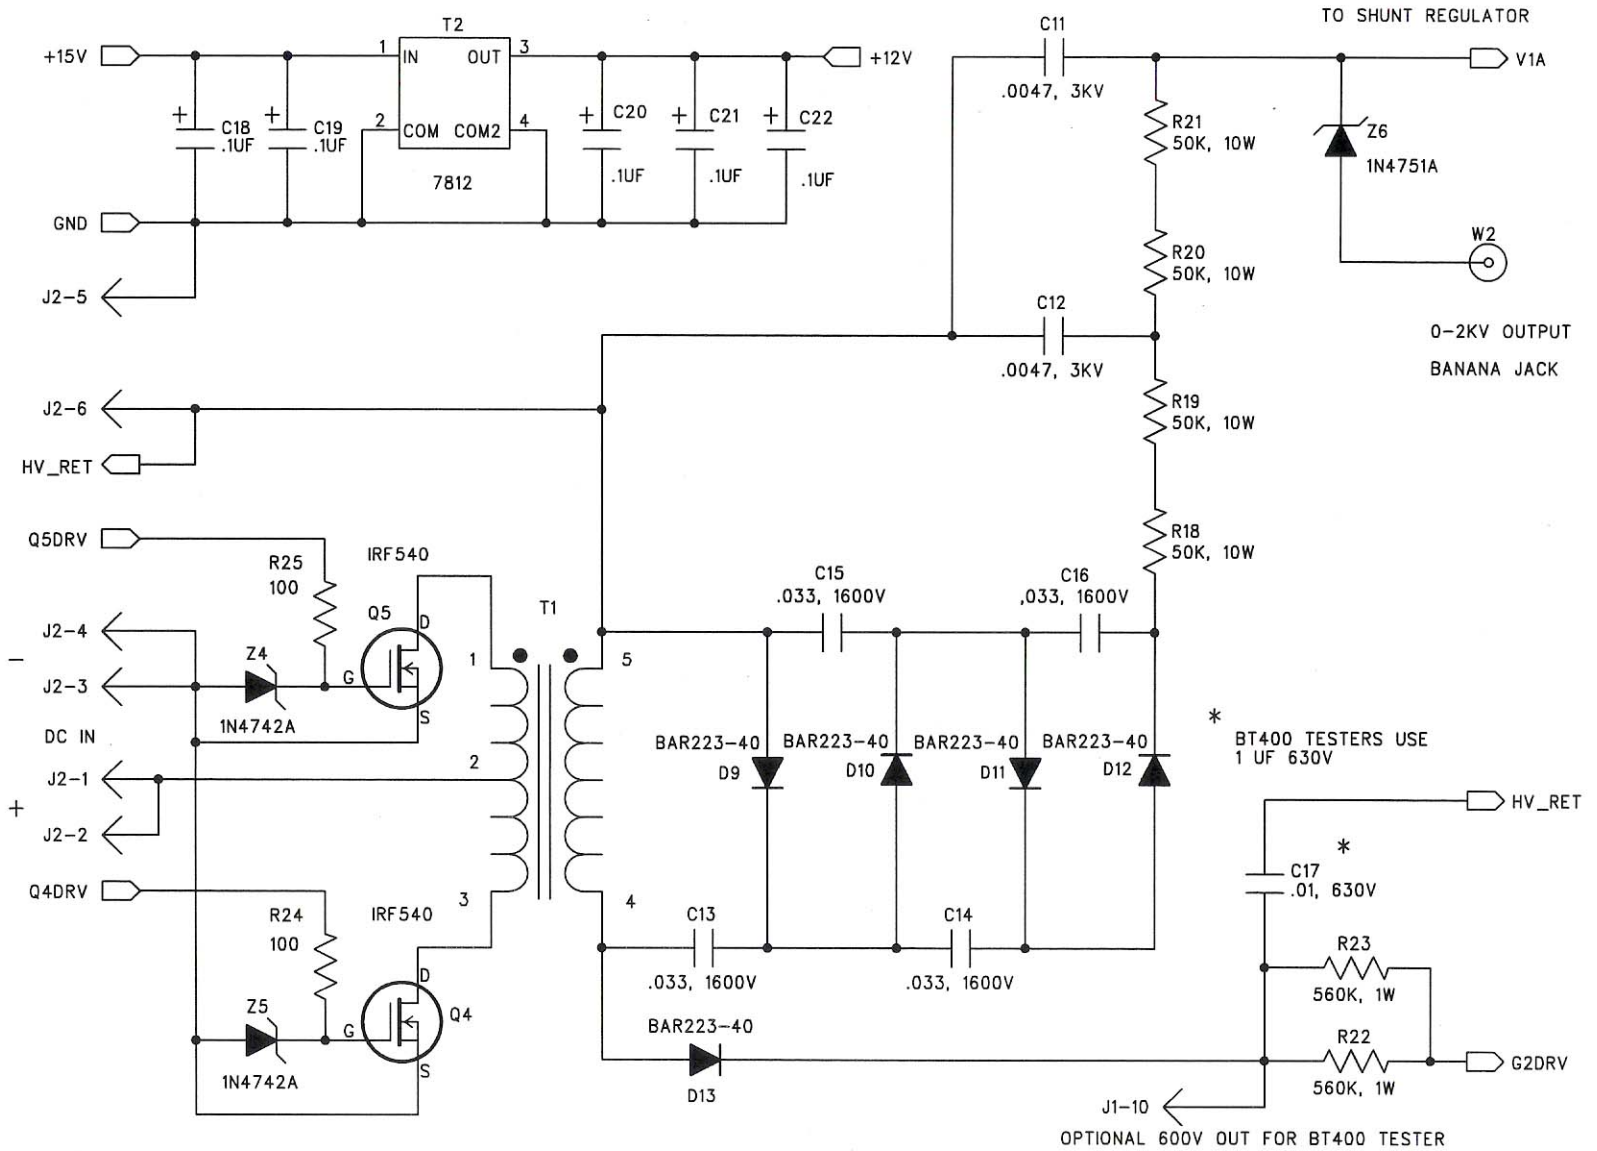 TO SHUNT REGULATOR
T2
C11
+15V
1
IN
OUT
3
+12V
V1A
.0047, 3KV
+
C18
.1UF
+
C19
.1UF
2
COM
COM2
4
+
C20
.1UF
+
C21
.1UF
+
C22
.1UF
7812
R21
50K, 10W
Z6
1N4751A
GND
W2
R20
50K, 10W
J2-5
C12
.0047, 3KV
0-2KV OUTPUT
BANANA JACK
J2-6
R19
50K, 10W
HV_RET
Q5DRV
IRF540
R25
100
R18
50K, 10W
Q5
D
T1
C15
.033, 1600V
C16
,033, 1600V
J2-4
-
Z4
G
1
5
J2-3
S
1N4742A
DC IN
2
J2-1
+
J2-2
BAR223-40
D9
BAR223-40
D10
BAR223-40
D11
BAR223-40
D12
*
BT400 TESTERS USE
1 UF 630V
HV_RET
*
C17
.01, 630V
Q4DRV
R24
100
IRF540
3
4
C13
.033, 1600V
C14
.033, 1600V
R23
560K, 1W
D
Z5
G
Q4
S
1N4742A
BAR223-40
D13
R22
560K, 1W
G2DRV
J1-10
OPTIONAL 600V OUT FOR BT400 TESTER